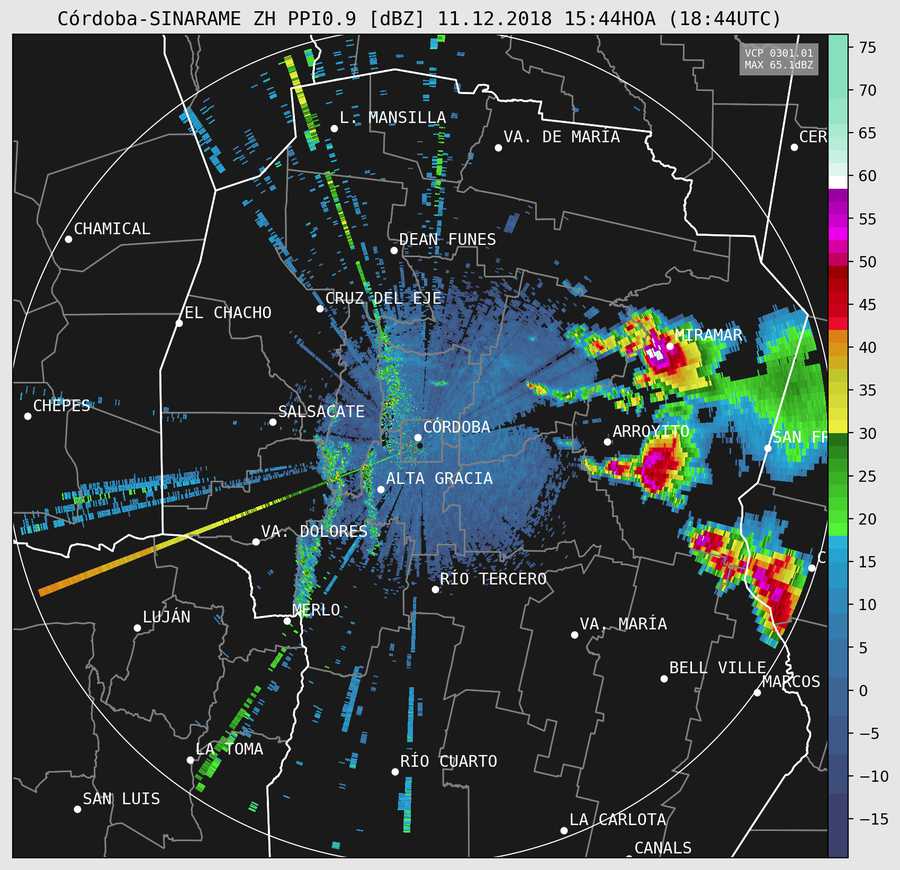 Córdoba-SINARAME ZH PPI0.9 [dBZ] 11.12.2018 15:44HOA (18:44UTC)
VCP 0301.01
MAX 65.1dBZ
L. MANSILLA
VA. DE MARÍA
CER
CHAMICAL
DEAN FUNES
CRUZ DEL EJE
EL CHACHO
MIRAMAR
CHEPES
SALSACATE
CÓRDOBA
ARROYITO
SAN FR
ALTA GRACIA
VA. DOLORES
C
RÍO TERCERO
MERLO
LUJÁN
VA. MARÍA
BELL VILLE
MARCOS
LA TOMA
RÍO CUARTO
SAN LUIS
LA CARLOTA
CANALS
75
70
65
60
55
50
45
40
35
30
25
20
15
10
5
0
−5
−10
−15